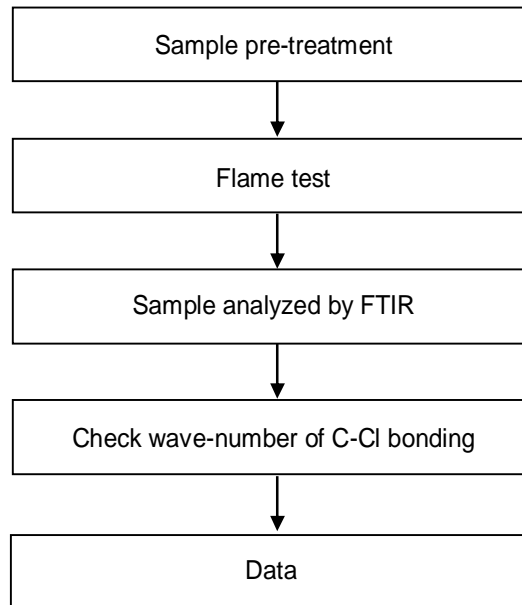 Sample pre-treatment
Flame test
Sample analyzed by FTIR
Check wave-number of C-Cl bonding
Data